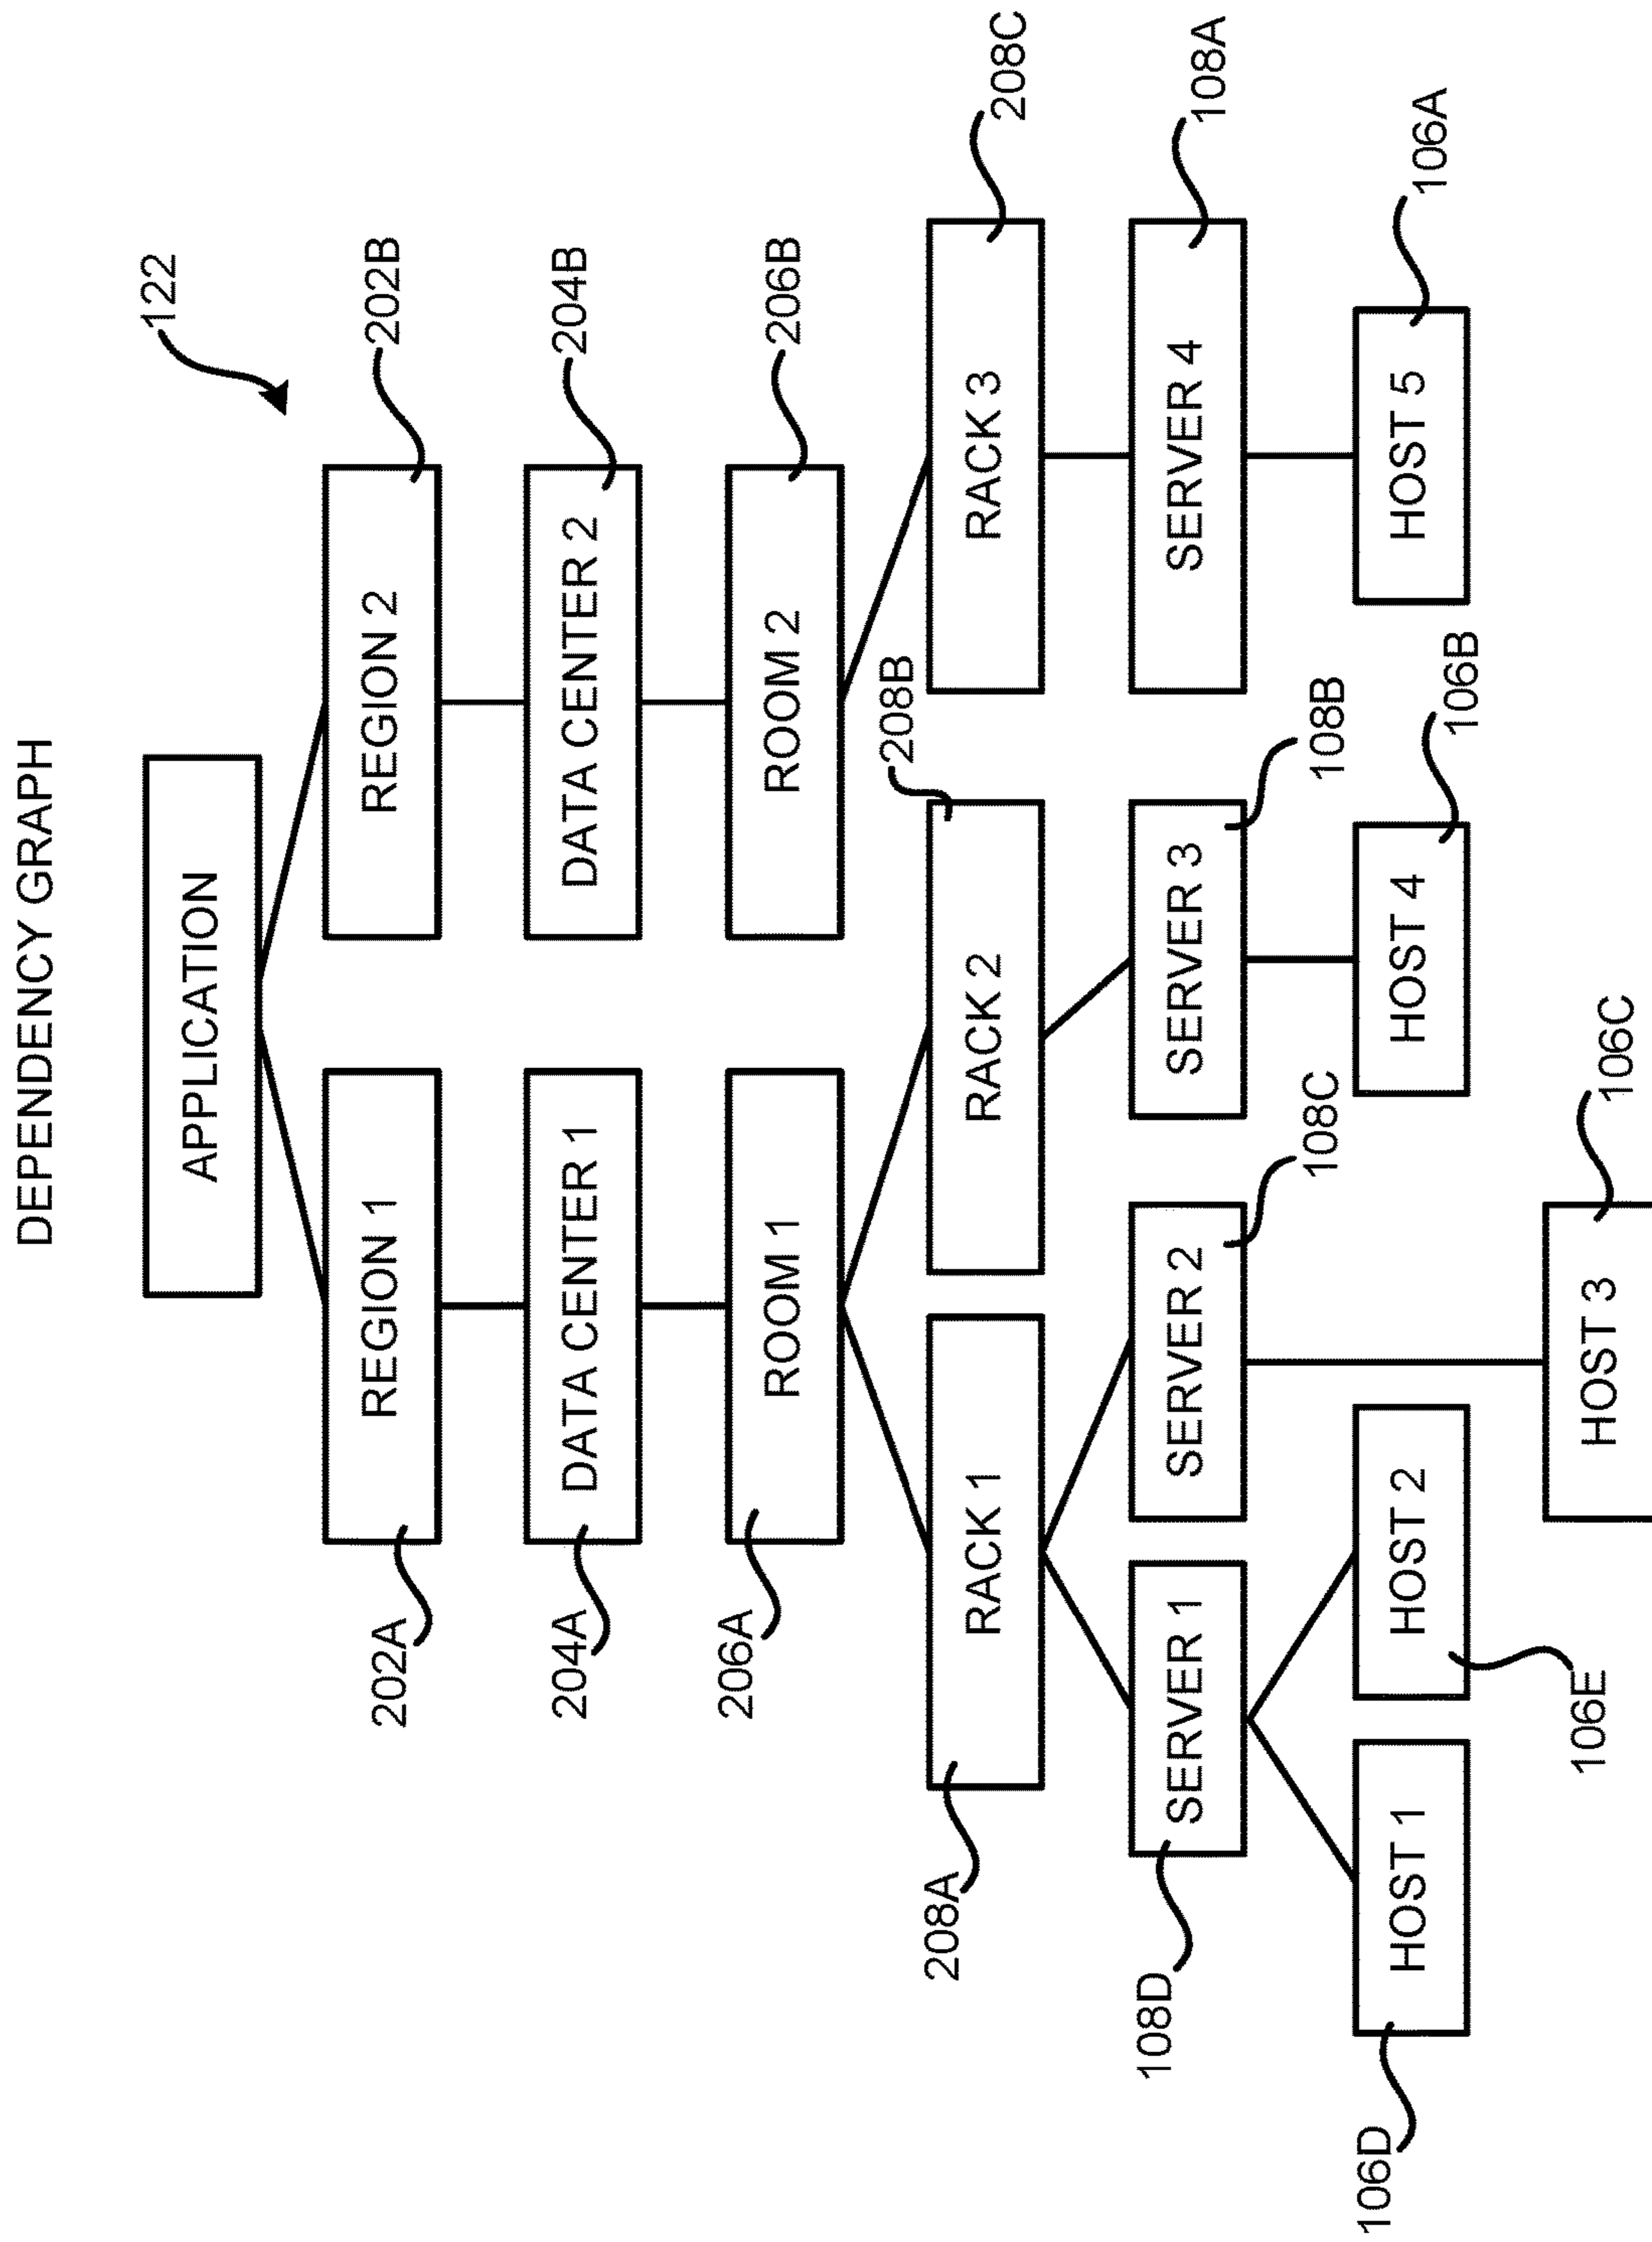 DEPENDENCY GRAPH
122
APPLICATION
202A
REGION 1
REGION 2
202B
204A
DATA CENTER 1
DATA CENTER 2
204B
206A
ROOM 1
ROOM 2
206B
208A
RACK 1
RACK 2
208B
RACK 3
208C
108D
SERVER 1
SERVER 2
108C
SERVER 3
108B
SERVER 4
108A
106D
HOST 1
HOST 2
106E
HOST 4
106B
HOST 5
106A
HOST 3
106C